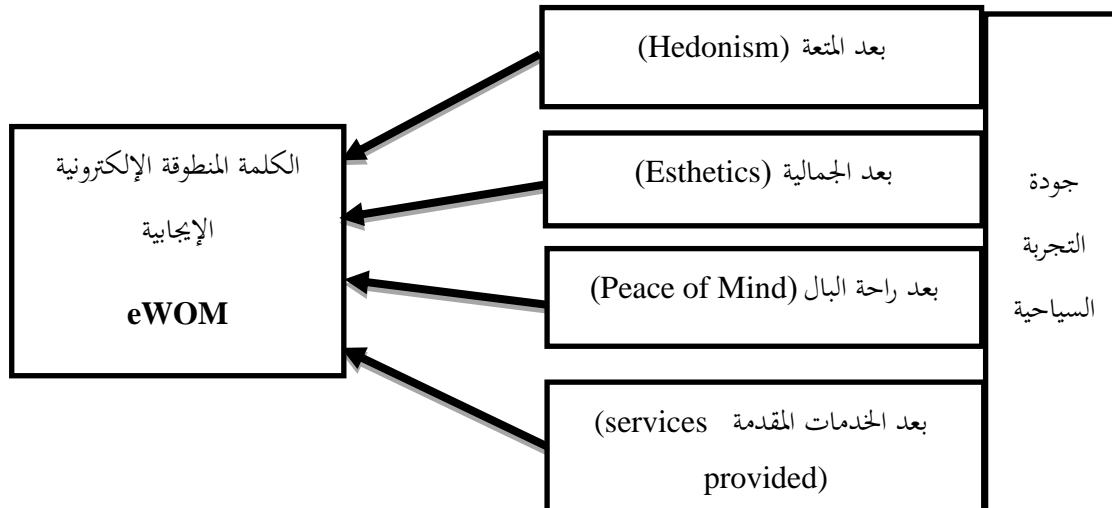 جودة
التجربة
السياحية
بعد المتعة (Hedonism)
بعد الجمالية (Esthetics)
بعد راحة البال (Peace of Mind)
بعد الخدمات المقدمة (services
provided)
الكلمة المنطوقة الإلكترونية
الإيجابية
eWOM